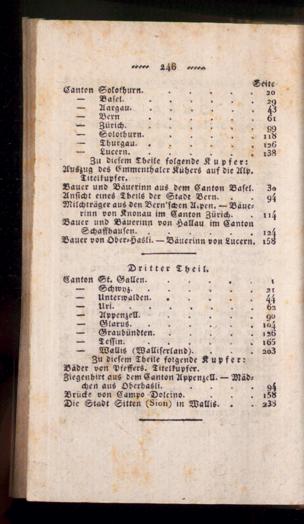 246
Seite
Canton Solothurn. . . . . . . 20
— Basel. . . . . . . 29
— Aargau. . . . . . . 43
— Bern . . . . . . . 61
— Zürich. . . . . . . 99
— Solothurn. . . . . . . 118
— Thurgau. . . . . . . 126
— Lucern. . . . . . . 138
Zu diesem Theile folgende Kupfer:
Auszug des Emmenthaler Kühers auf die Alp.
Titelkupfer.
Bauer und Bäuerinn aus dem Canton Basel. 30
Ansicht eines Theils der Stadt Bern. . . 94
Milchträger aus den Bern'schen Alpen. — Bäue-
rinn von Knonau im Canton Zürich. . . 114
Bauer und Bäuerinn von Hallau im Canton
Schaffhausen. . . . . . . 124
Bauer von Ober-Hasli. — Bäuerinn von Lucern. 158
Dritter Theil.
Canton St. Gallen. . . . . . . 1
— Schwyz. . . . . . . 21
— Unterwalden. . . . . . . 44
— Uri. . . . . . . 62
— Appenzell. . . . . . . 90
— Glarus. . . . . . . 104
— Graubündten. . . . . . . 126
— Tessin. . . . . . . 165
— Wallis (Walliserland). . . . . 203
Zu diesem Theile folgende Kupfer:
Bäder von Pfeffers. Titelkupfer.
Ziegenhirt aus dem Canton Appenzell. — Mäd-
chen aus Oberhasli. . . . . . . 94
Brücke von Campo Dolcino. . . . . 158
Die Stadt Sitten (Sion) in Wallis. . . . 238